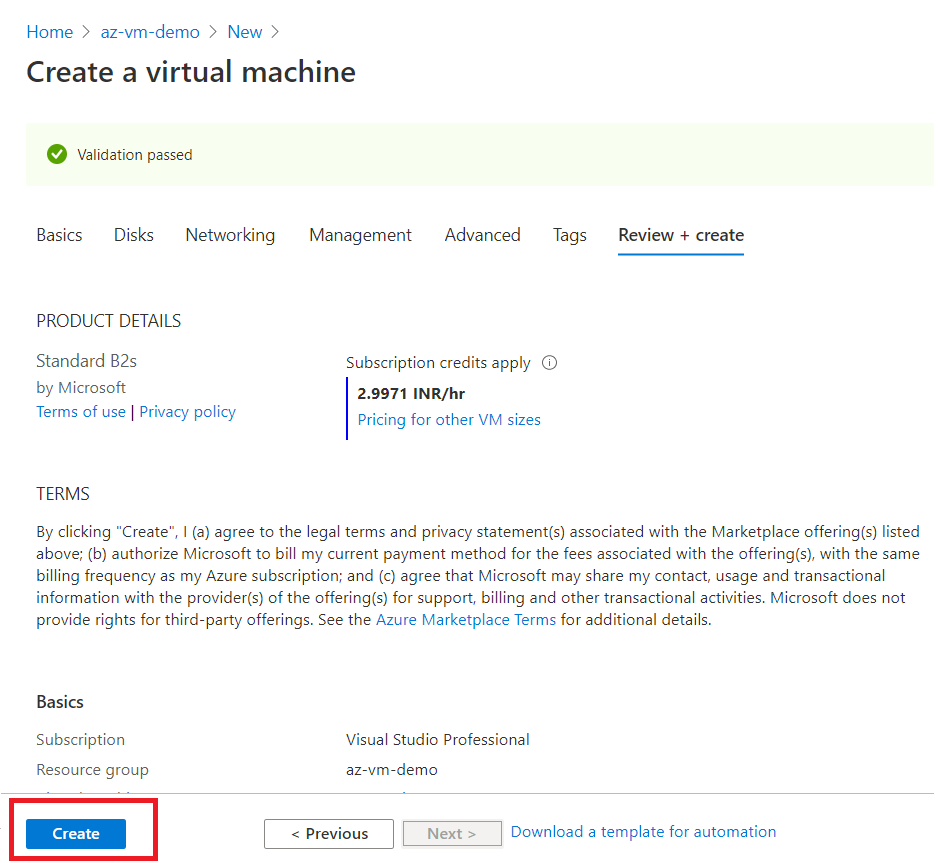 Home > az-vm-demo > New >
Create a virtual machine
Validation passed
Basics Disks Networking Management Advanced Tags Review + create
PRODUCT DETAILS
Standard B2s
by Microsoft
Terms of use | Privacy policy
Subscription credits apply
2.9971 INR/hr
Pricing for other VM sizes
TERMS
By clicking "Create", I (a) agree to the legal terms and privacy statement(s) associated with the Marketplace offering(s) listed
above; (b) authorize Microsoft to bill my current payment method for the fees associated with the offering(s), with the same
billing frequency as my Azure subscription; and (c) agree that Microsoft may share my contact, usage and transactional
information with the provider(s) of the offering(s) for support, billing and other transactional activities. Microsoft does not
provide rights for third-party offerings. See the Azure Marketplace Terms for additional details.
Basics
Subscription Visual Studio Professional
Resource group az-vm-demo
Create < Previous Next > Download a template for automation